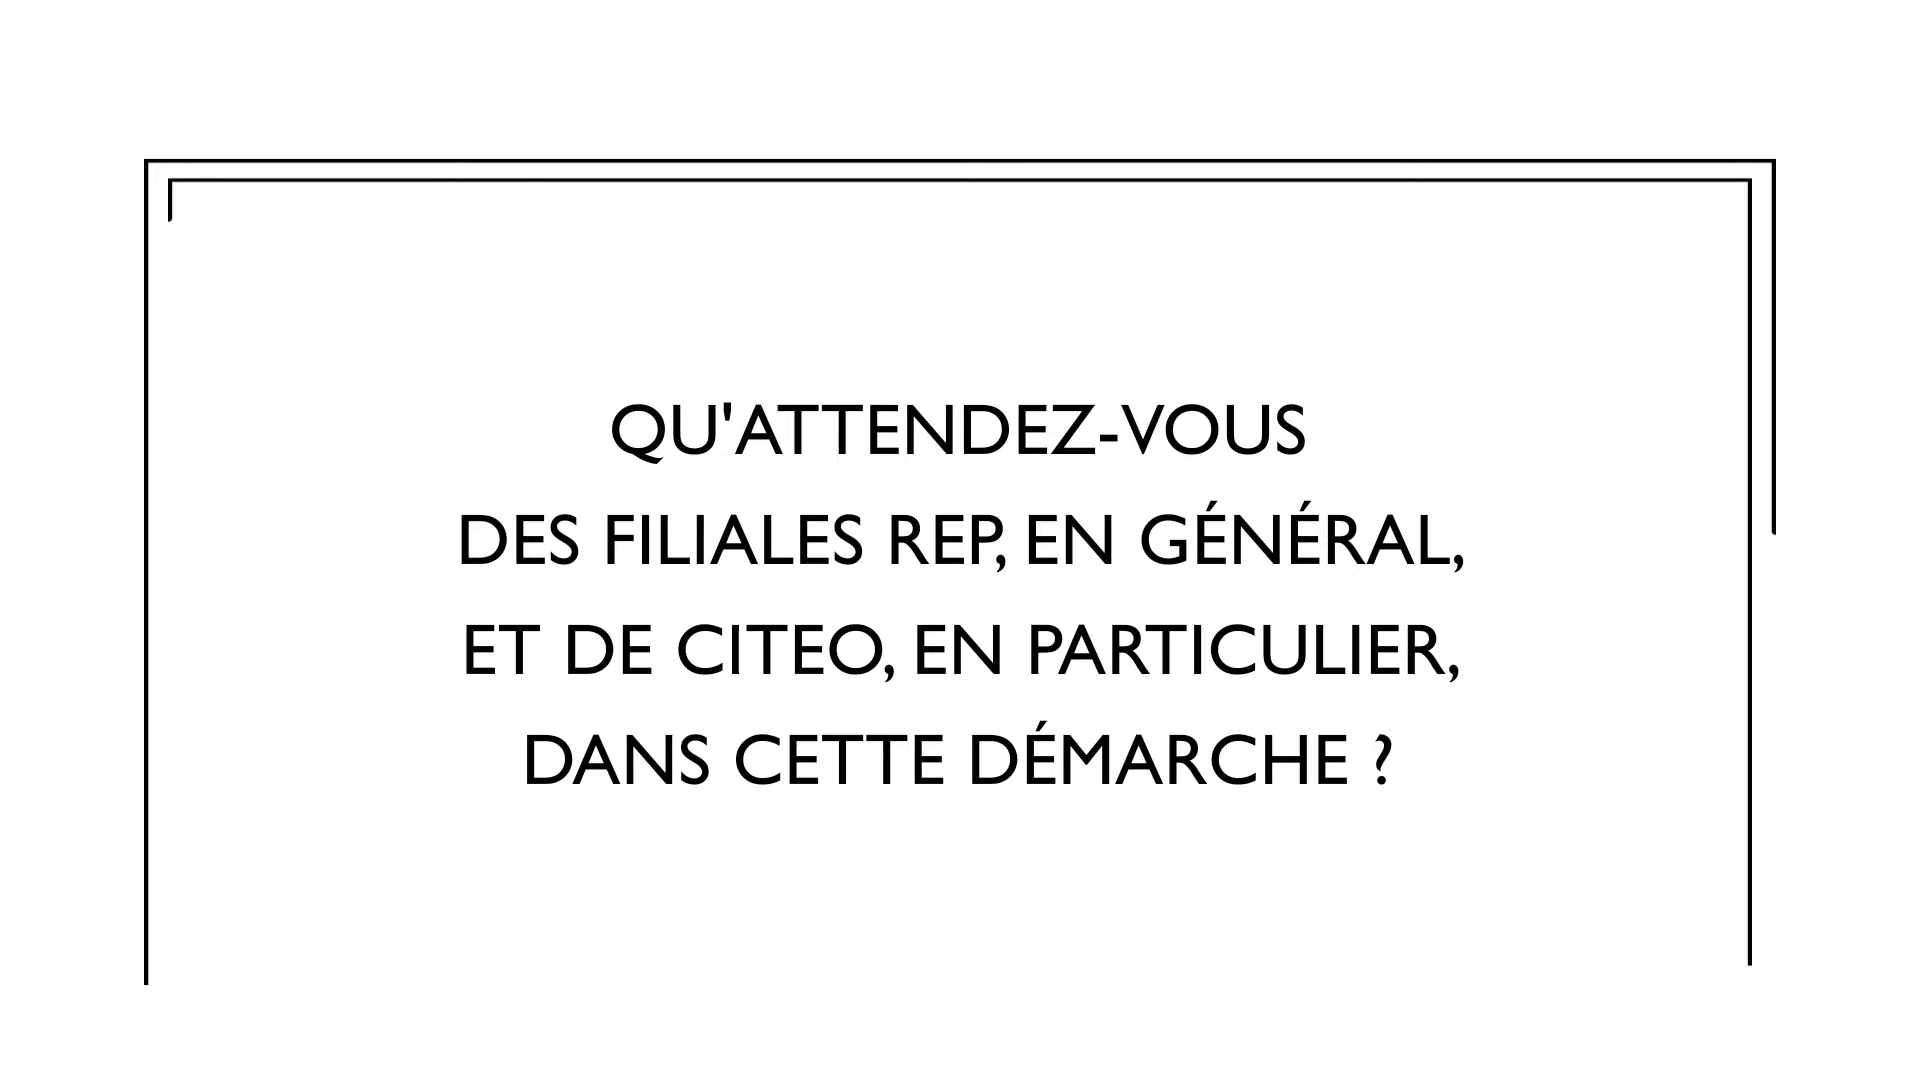 QU'ATTENDEZ-VOUS
DES FILIALES REP, EN GÉNÉRAL,
ET DE CITEO, EN PARTICULIER,
DANS CETTE DÉMARCHE ?